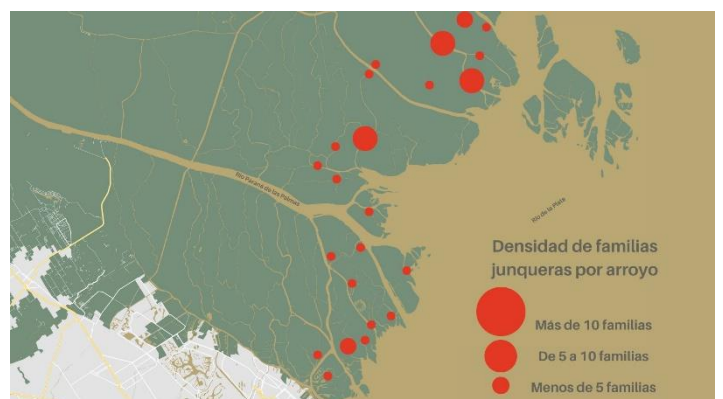 Río Paraná de las Palmas
Río de la Plata
Densidad de familias
junqueras por arroyo
Más de 10 familias
De 5 a 10 familias
Menos de 5 familias